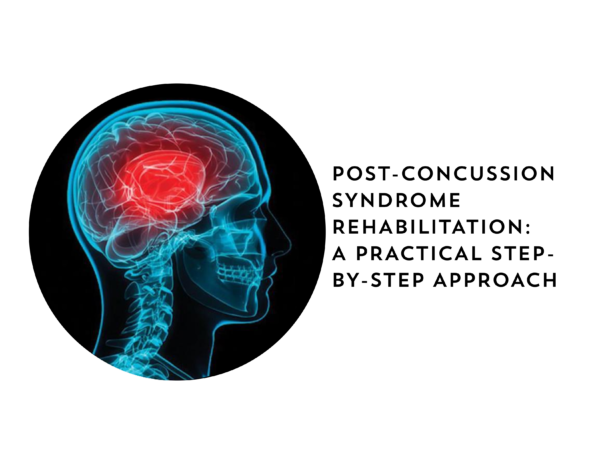 POST-CONCUSSION
SYNDROME
REHABILITATION:
A PRACTICAL STEP-
BY-STEP APPROACH